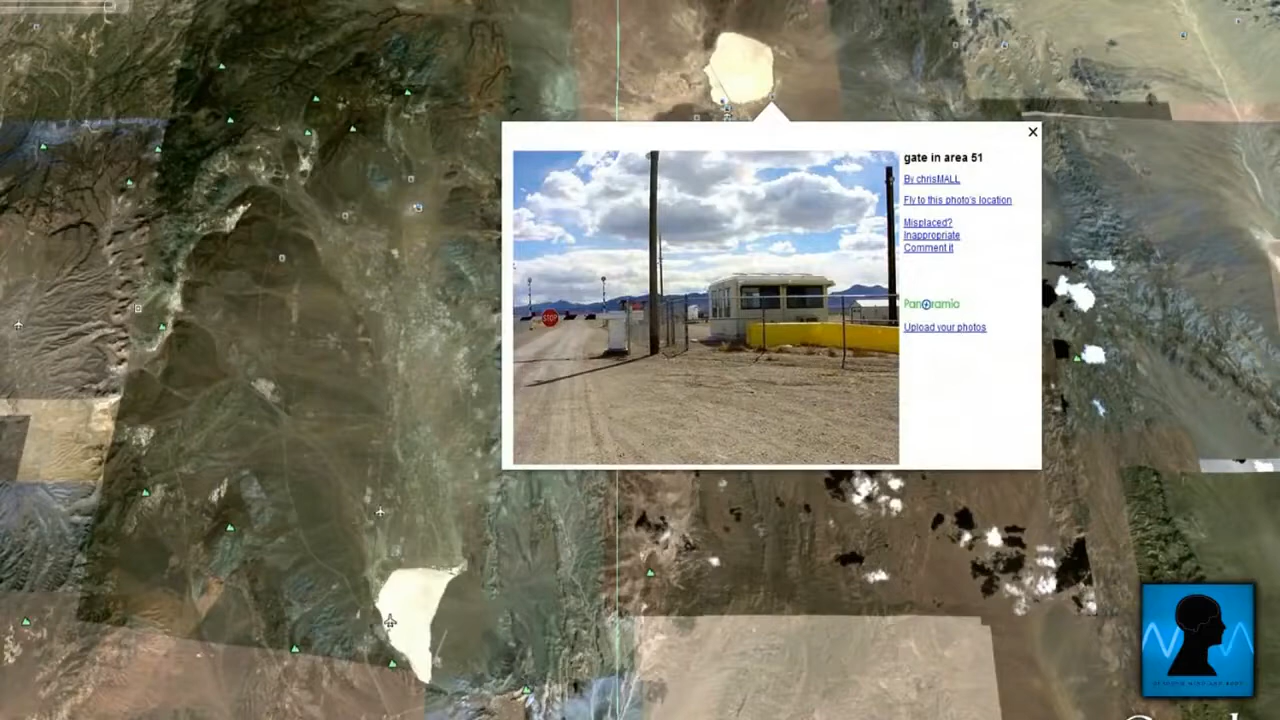 gate in area 51
By chrisMALL
Fly to this photo's location
Misplaced?
Inappropriate
Comment it
Panoramio
Upload your photos
STOP